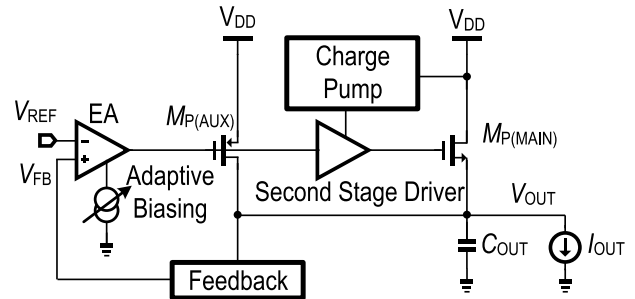 VDD
VDD
Charge
Pump
VREF
EA
MP(AUX)
MP(MAIN)
-
+
VFB
Adaptive
Biasing
Second Stage Driver
VOUT
COUT
IOUT
Feedback